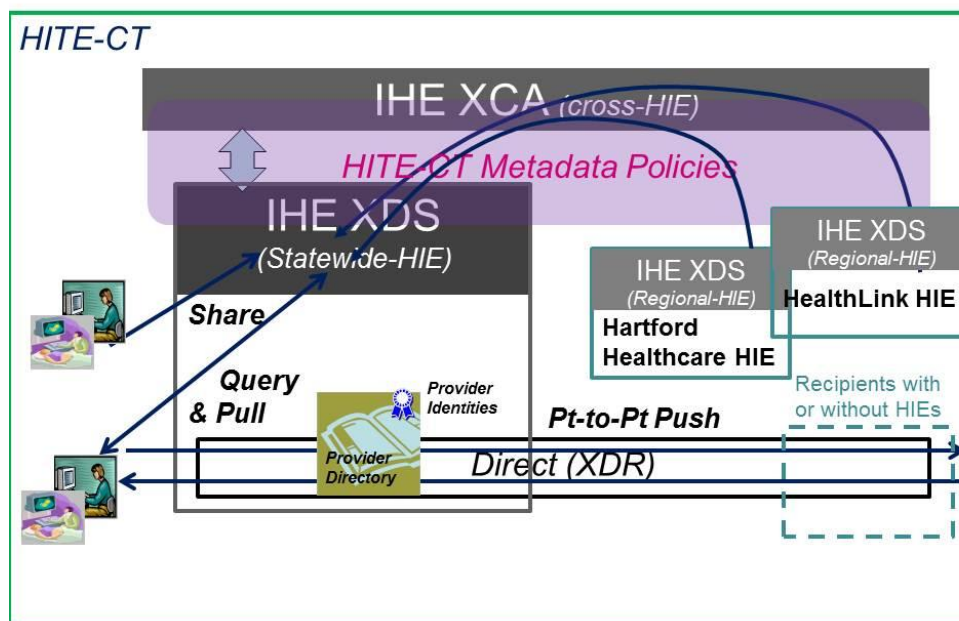 HITE-CT
IHE XCA (cross-HIE)
HITE-CT Metadata Policies
IHE XDS
(Statewide-HIE)
IHE XDS
(Regional-HIE)
Hartford
Healthcare HIE
IHE XDS
(Regional-HIE)
HealthLink HIE
Share
Query
& Pull
Provider
Identities
Provider
Directory
Pt-to-Pt Push
Direct (XDR)
Recipients with
or without HIEs